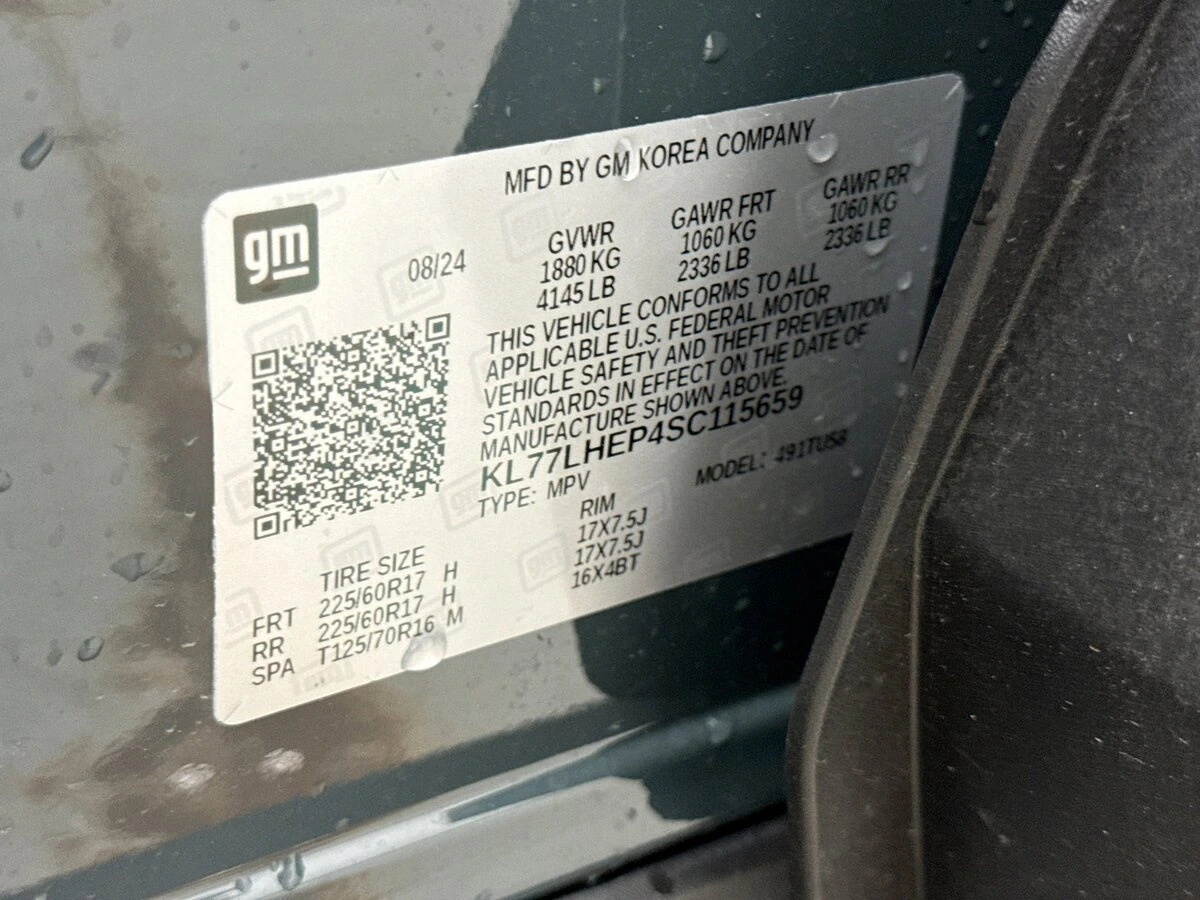 MFD BY GM KOREA COMPANY
gm
08/24
GVWR GAWR FRT GAWR RR
1880 KG 1060 KG 1060 KG
4145 LB 2336 LB 2336 LB
THIS VEHICLE CONFORMS TO ALL
APPLICABLE U.S. FEDERAL MOTOR
VEHICLE SAFETY AND THEFT PREVENTION
STANDARDS IN EFFECT ON THE DATE OF
MANUFACTURE SHOWN ABOVE.
KL77LHEP4SC115659
TYPE: MPV MODEL: 491TUS8
TIRE SIZE RIM
FRT 225/60R17 H 17X7.5J
RR 225/60R17 H 17X7.5J
SPA T125/70R16 M 16X4BT